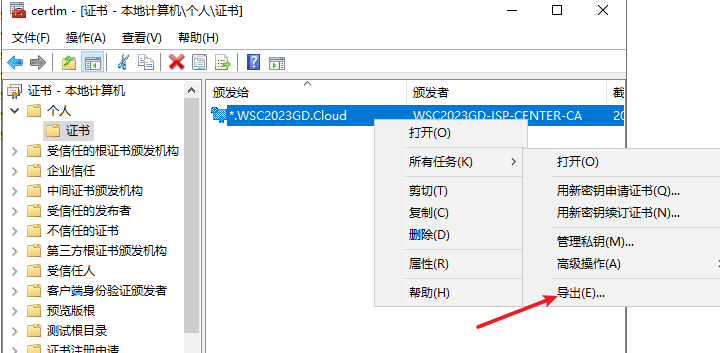 certlm - [证书 - 本地计算机\个人\证书]
文件(F) 操作(A) 查看(V) 帮助(H)
证书 - 本地计算机
个人
证书
受信任的根证书颁发机构
企业信任
中间证书颁发机构
受信任的发布者
不信任的证书
第三方根证书颁发机构
受信任人
客户端身份验证颁发者
预览版根
测试根目录
证书注册申请
颁发给 颁发者 截
*.WSC2023GD.Cloud WSC2023GD-ISP-CENTER-CA 20
打开(O)
所有任务(K)
剪切(T)
复制(C)
删除(D)
属性(R)
帮助(H)
打开(O)
用新密钥申请证书(Q)...
用新密钥续订证书(N)...
管理私钥(M)...
高级操作(A)
导出(E)...